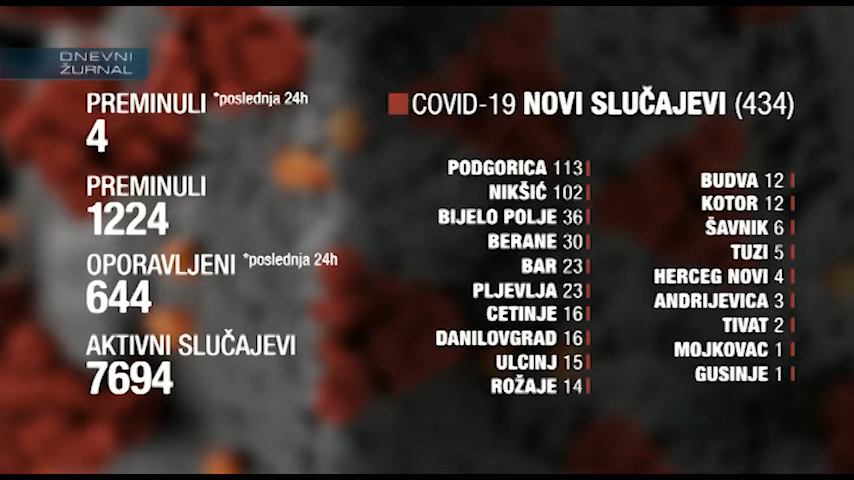 DNEVNI
ŽURNAL
PREMINULI *poslednja 24h
4
PREMINULI
1224
OPORAVLJENI *poslednja 24h
644
AKTIVNI SLUČAJEVI
7694
COVID-19 NOVI SLUČAJEVI (434)
PODGORICA 113
NIKŠIĆ 102
BIJELO POLJE 36
BERANE 30
BAR 23
PLJEVLJA 23
CETINJE 16
DANILOVGRAD 16
ULCINJ 15
ROŽAJE 14
BUDVA 12
KOTOR 12
ŠAVNIK 6
TUZI 5
HERCEG NOVI 4
ANDRIJEVICA 3
TIVAT 2
MOJKOVAC 1
GUSINJE 1